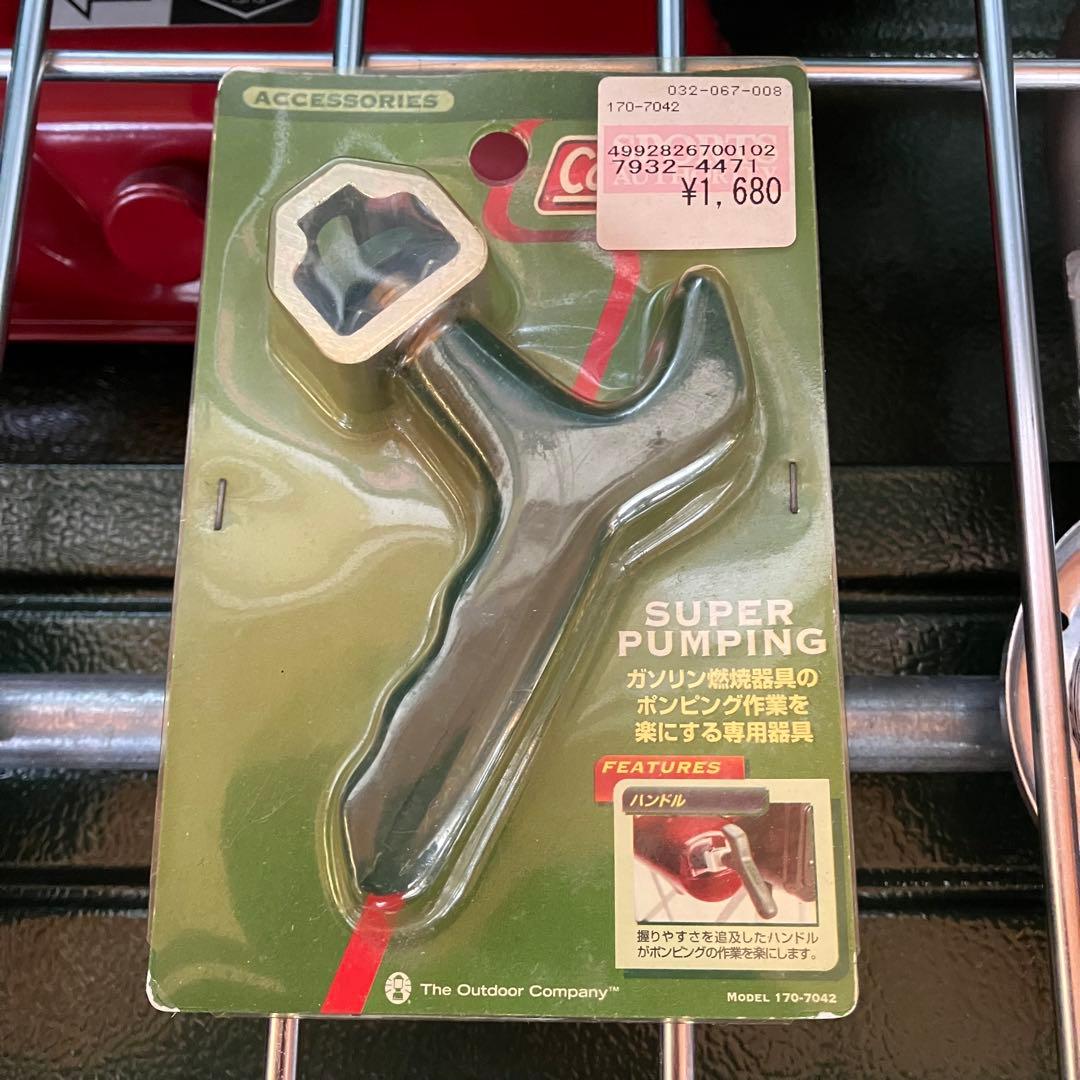 ACCESSORIES
032-067-008
170-7042
SPORTS
4992826700102
7932-4471
¥1,680
SUPER
PUMPING
ガソリン燃焼器具の
ポンピング作業を
楽にする専用器具
FEATURES
ハンドル
握りやすさを追及したハンドル
がポンピングの作業を楽にします。
The Outdoor Company™
MODEL 170-7042